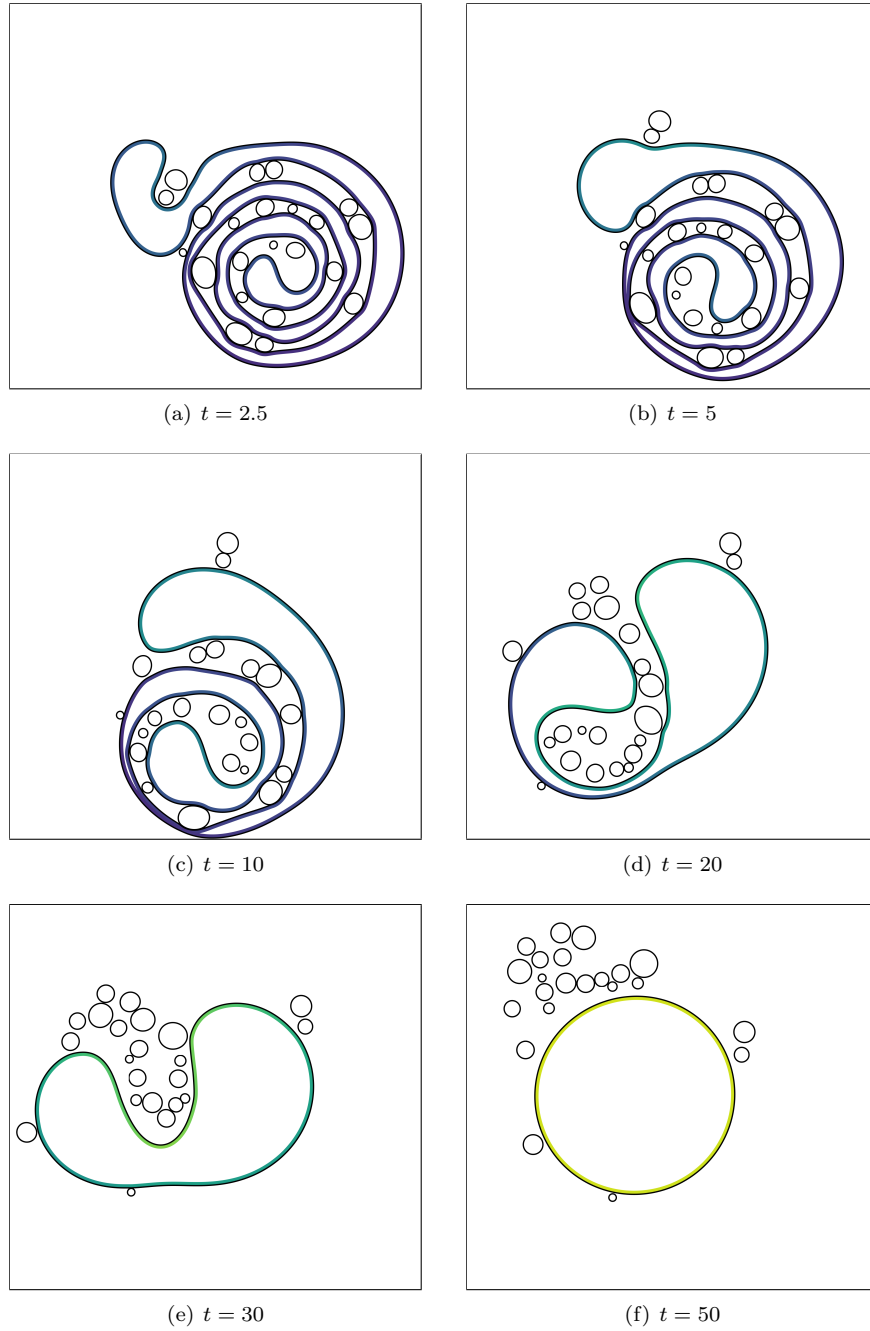 (a) t = 2.5
(b) t = 5
(c) t = 10
(d) t = 20
(e) t = 30
(f) t = 50